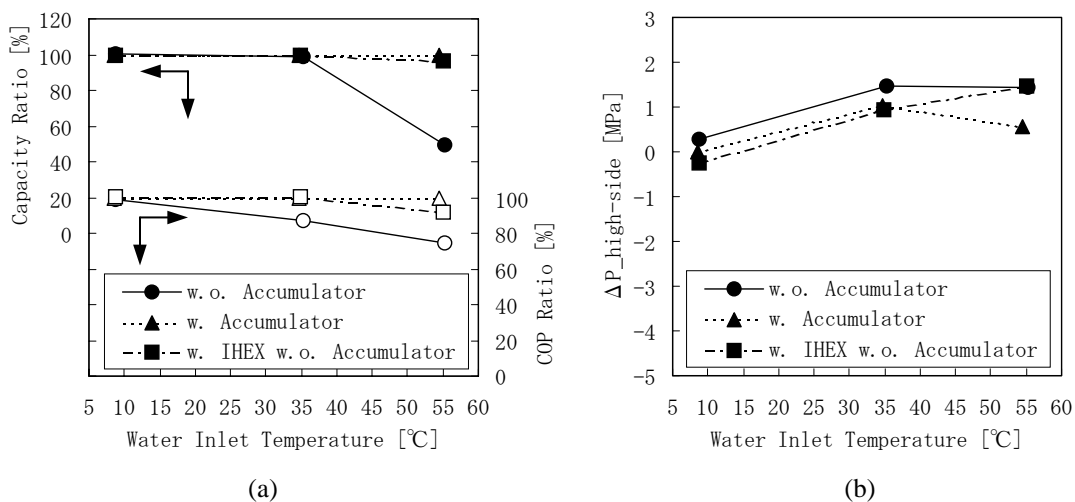 120
100
80
60
40
20
0
Capacity Ratio [%]
100
80
60
40
20
0
COP Ratio [%]
w.o. Accumulator
w. Accumulator
w. IHEX w.o. Accumulator
5 10 15 20 25 30 35 40 45 50 55 60
Water Inlet Temperature [℃]
(a)
3
2
1
0
-1
-2
-3
-4
-5
ΔP_high-side [MPa]
w.o. Accumulator
w. Accumulator
w. IHEX w.o. Accumulator
5 10 15 20 25 30 35 40 45 50 55 60
Water Inlet Temperature [℃]
(b)